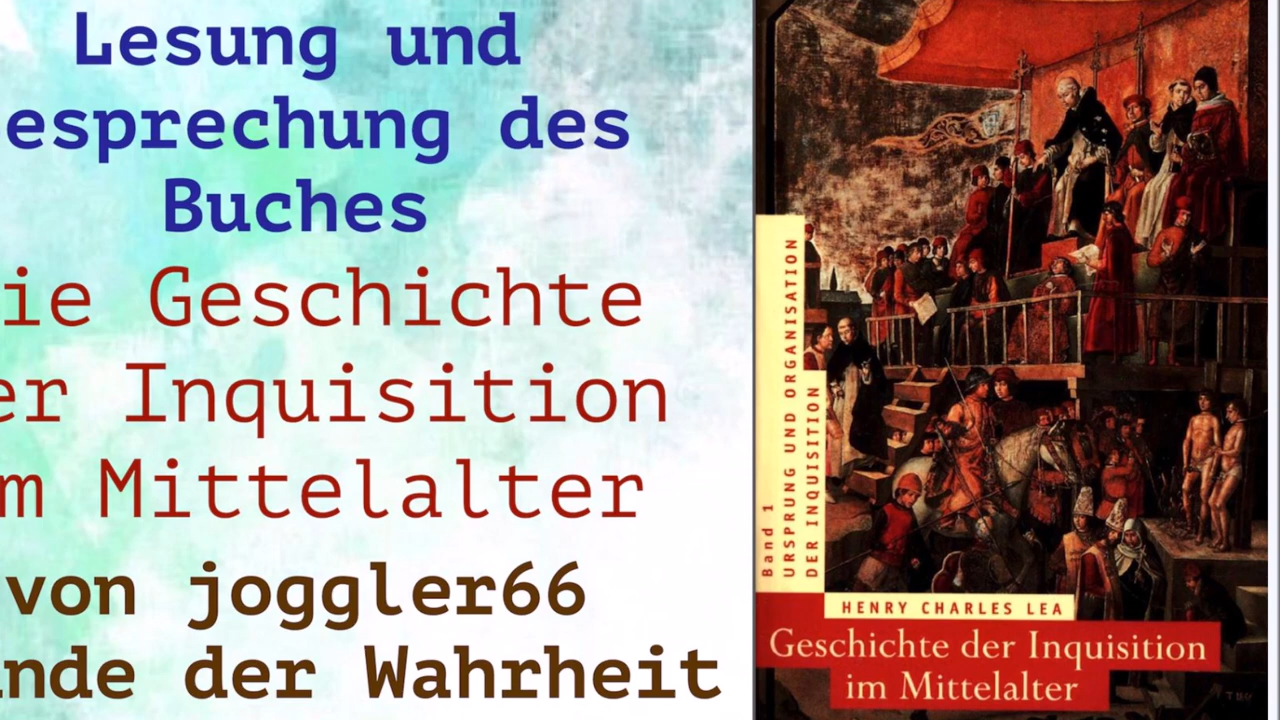 Lesung und
esprechung des
Buches
ie Geschichte
er Inquisition
m Mittelalter
von joggler66
nde der Wahrheit
Band 1
URSPRUNG UND ORGANISATION
DER INQUISITION
HENRY CHARLES LEA
Geschichte der Inquisition
im Mittelalter